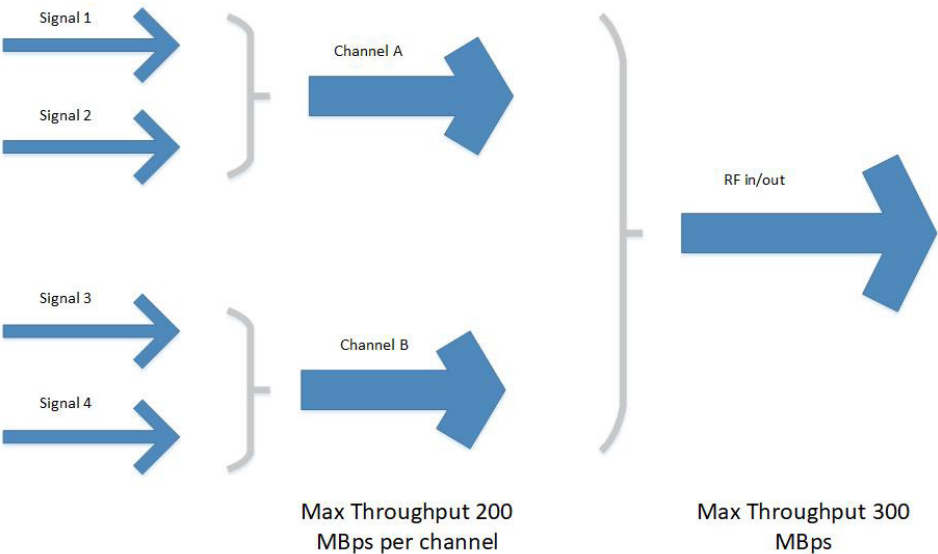 Signal 1
Channel A
Signal 2
RF in/out
Signal 3
Channel B
Signal 4
Max Throughput 200
MBps per channel
Max Throughput 300
MBps